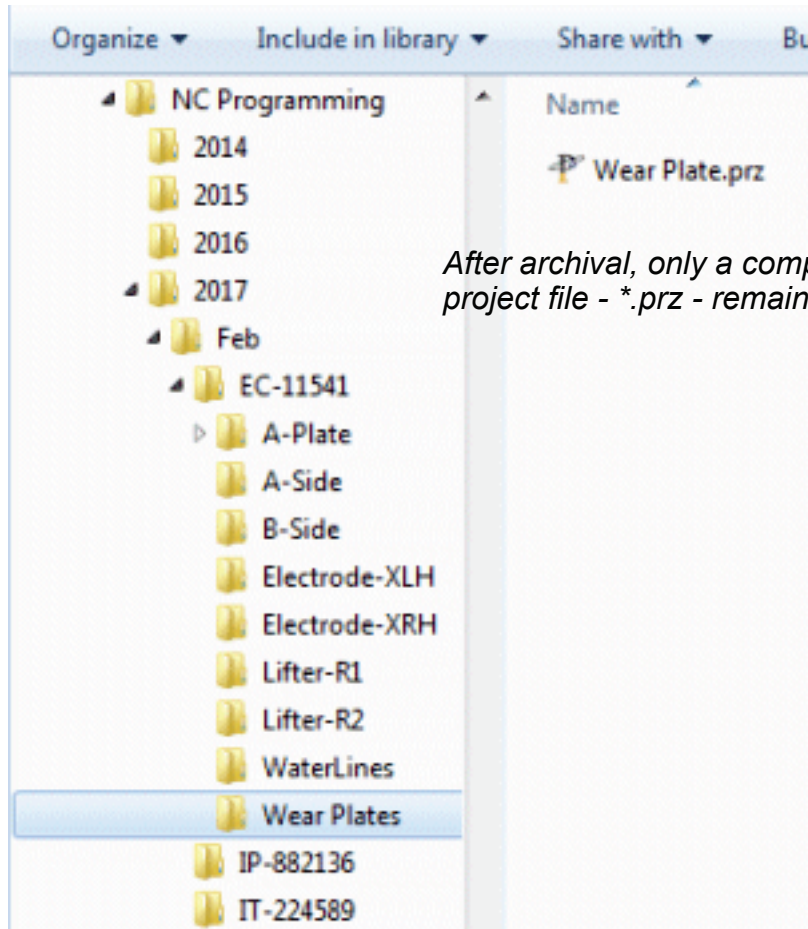 Organize Include in library Share with
NC Programming
Name
2014
Wear Plate.prz
2015
2016
After archival, only a
project file - *.prz -
2017
Feb
EC-11541
A-Plate
A-Side
B-Side
Electrode-XLH
Electrode-XRH
Lifter-R1
Lifter-R2
WaterLines
Wear Plates
IP-882136
IT-224589